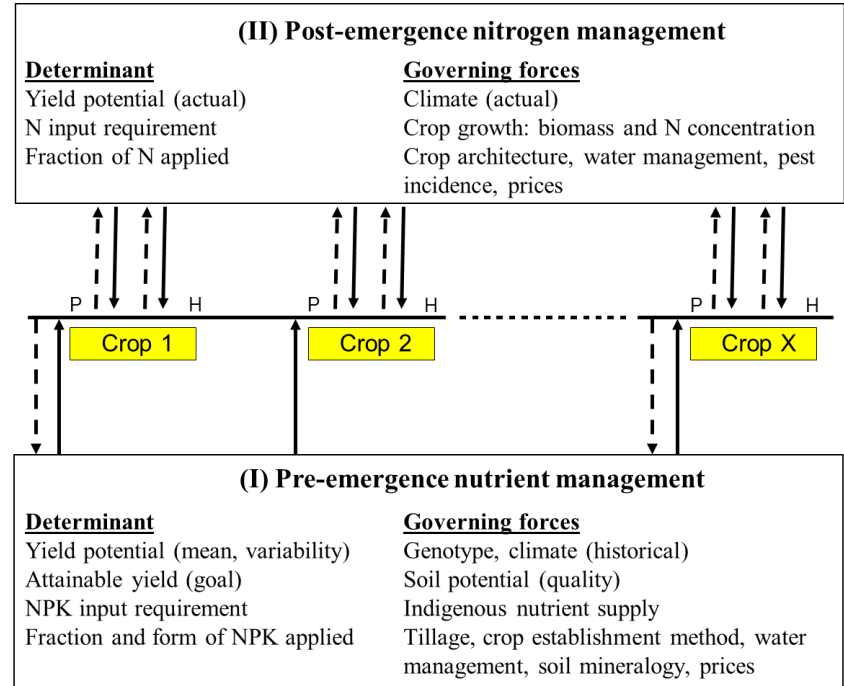 (II) Post-emergence nitrogen management
Determinant
Yield potential (actual)
N input requirement
Fraction of N applied
Governing forces
Climate (actual)
Crop growth: biomass and N concentration
Crop architecture, water management, pest
incidence, prices
P H P H P H
Crop 1 Crop 2 Crop X
(I) Pre-emergence nutrient management
Determinant
Yield potential (mean, variability)
Attainable yield (goal)
NPK input requirement
Fraction and form of NPK applied
Governing forces
Genotype, climate (historical)
Soil potential (quality)
Indigenous nutrient supply
Tillage, crop establishment method, water
management, soil mineralogy, prices